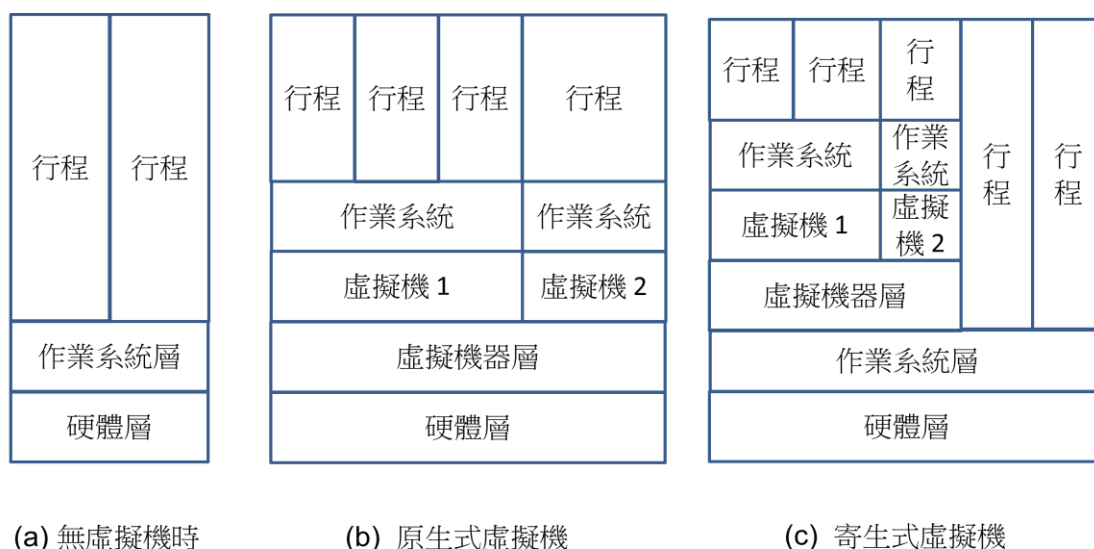 行程
行程
作業系統層
硬體層
(a) 無虛擬機時
行程
行程
行程
行程
作業系統
作業系統
虛擬機 1
虛擬機 2
虛擬機器層
硬體層
(b) 原生式虛擬機
行程
行程
行
程
行
程
行
程
作業系統
作業
系統
虛擬機 1
虛擬
機 2
虛擬機器層
作業系統層
硬體層
(c) 寄生式虛擬機